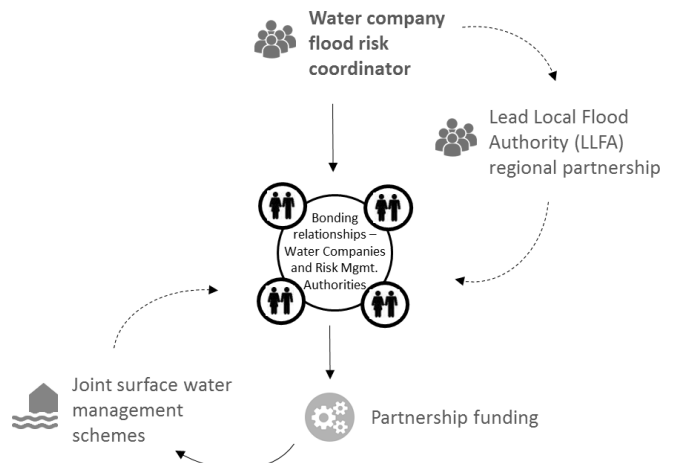 Water company
flood risk
coordinator
Lead Local Flood
Authority (LLFA)
regional partnership
Bonding
relationships –
Water Companies
and Risk Mgmt.
Authorities
Joint surface water
management
schemes
Partnership funding